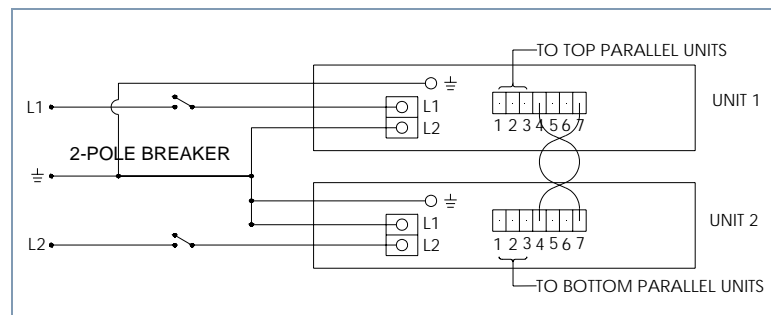 TO TOP PARALLEL UNITS
L1
L1
L2
1 2 3 4 5 6 7
UNIT 1
2-POLE BREAKER
L1
L2
L2
1 2 3 4 5 6 7
UNIT 2
TO BOTTOM PARALLEL UNITS